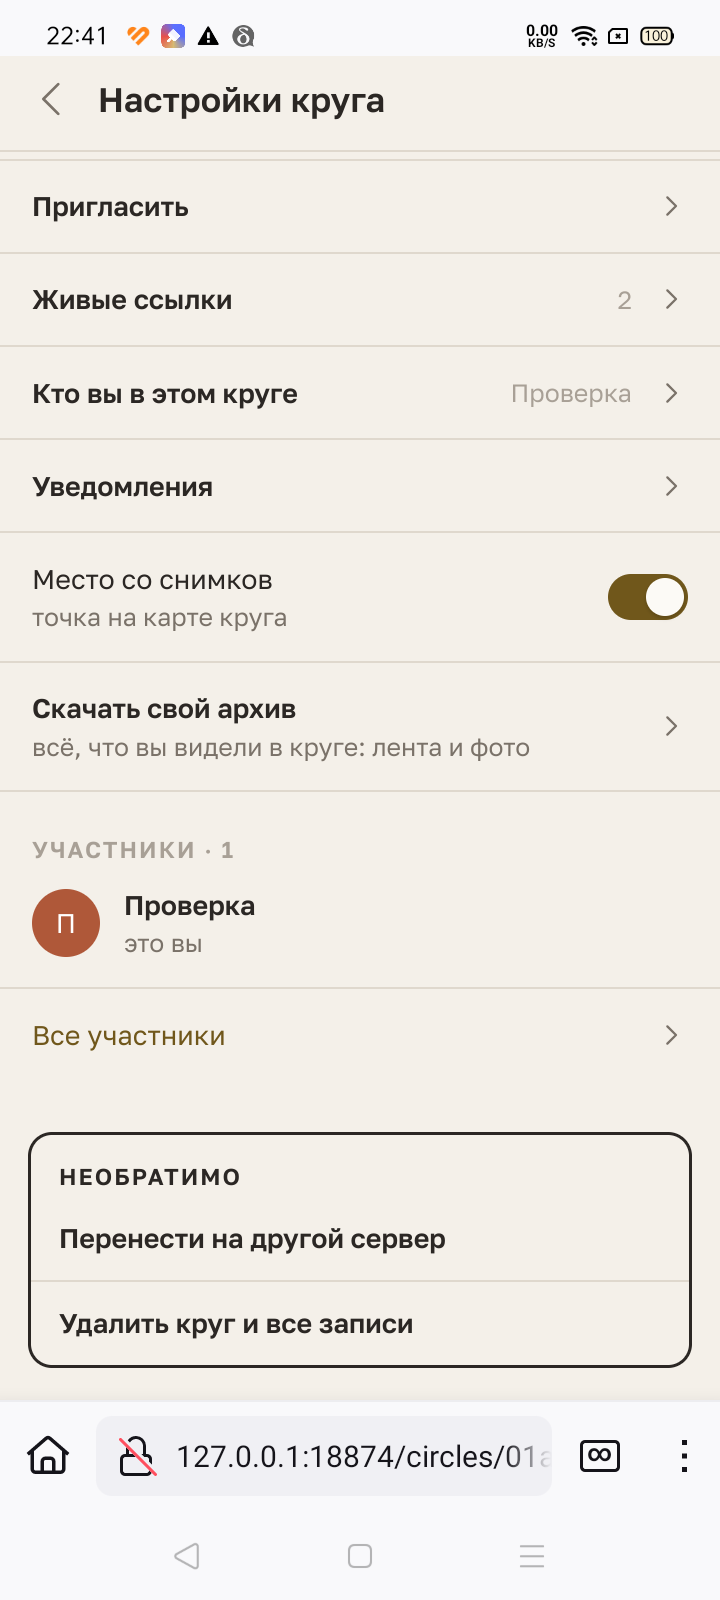 22:41
0.00
KB/S
100
Настройки круга
Пригласить
Живые ссылки 2
Кто вы в этом круге Проверка
Уведомления
Место со снимков
точка на карте круга
Скачать свой архив
всё, что вы видели в круге: лента и фото
УЧАСТНИКИ · 1
П
Проверка
это вы
Все участники
НЕОБРАТИМО
Перенести на другой сервер
Удалить круг и все записи
127.0.0.1:18874/circles/01a